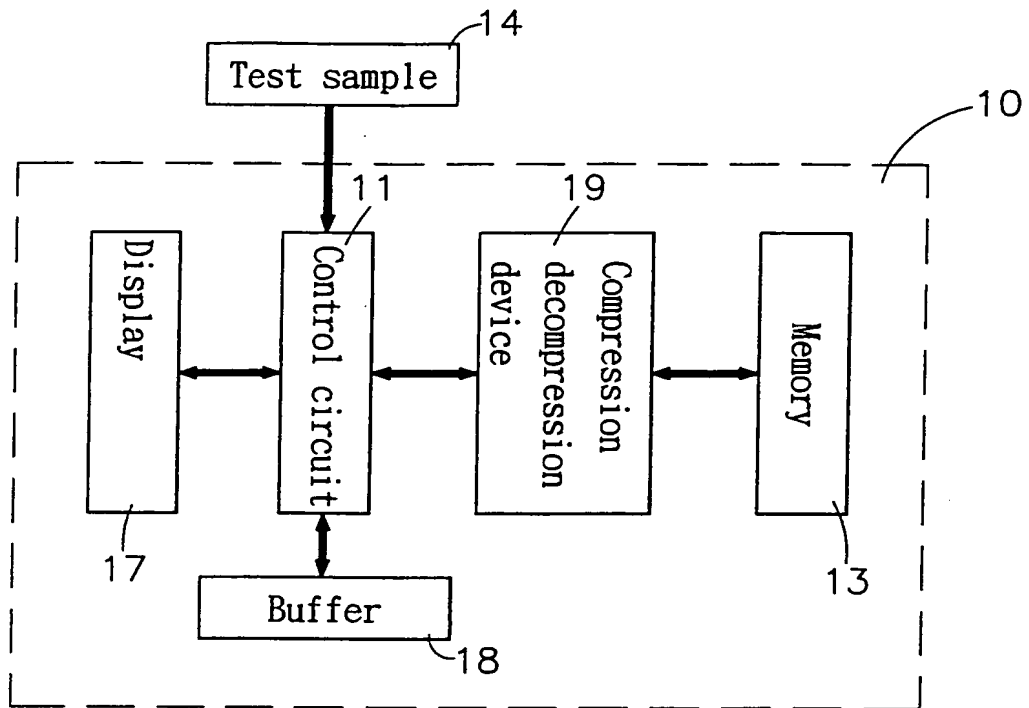 14
Test sample
10
11
19
Display
Control circuit
Compression
decompression
device
Memory
17
13
Buffer
18